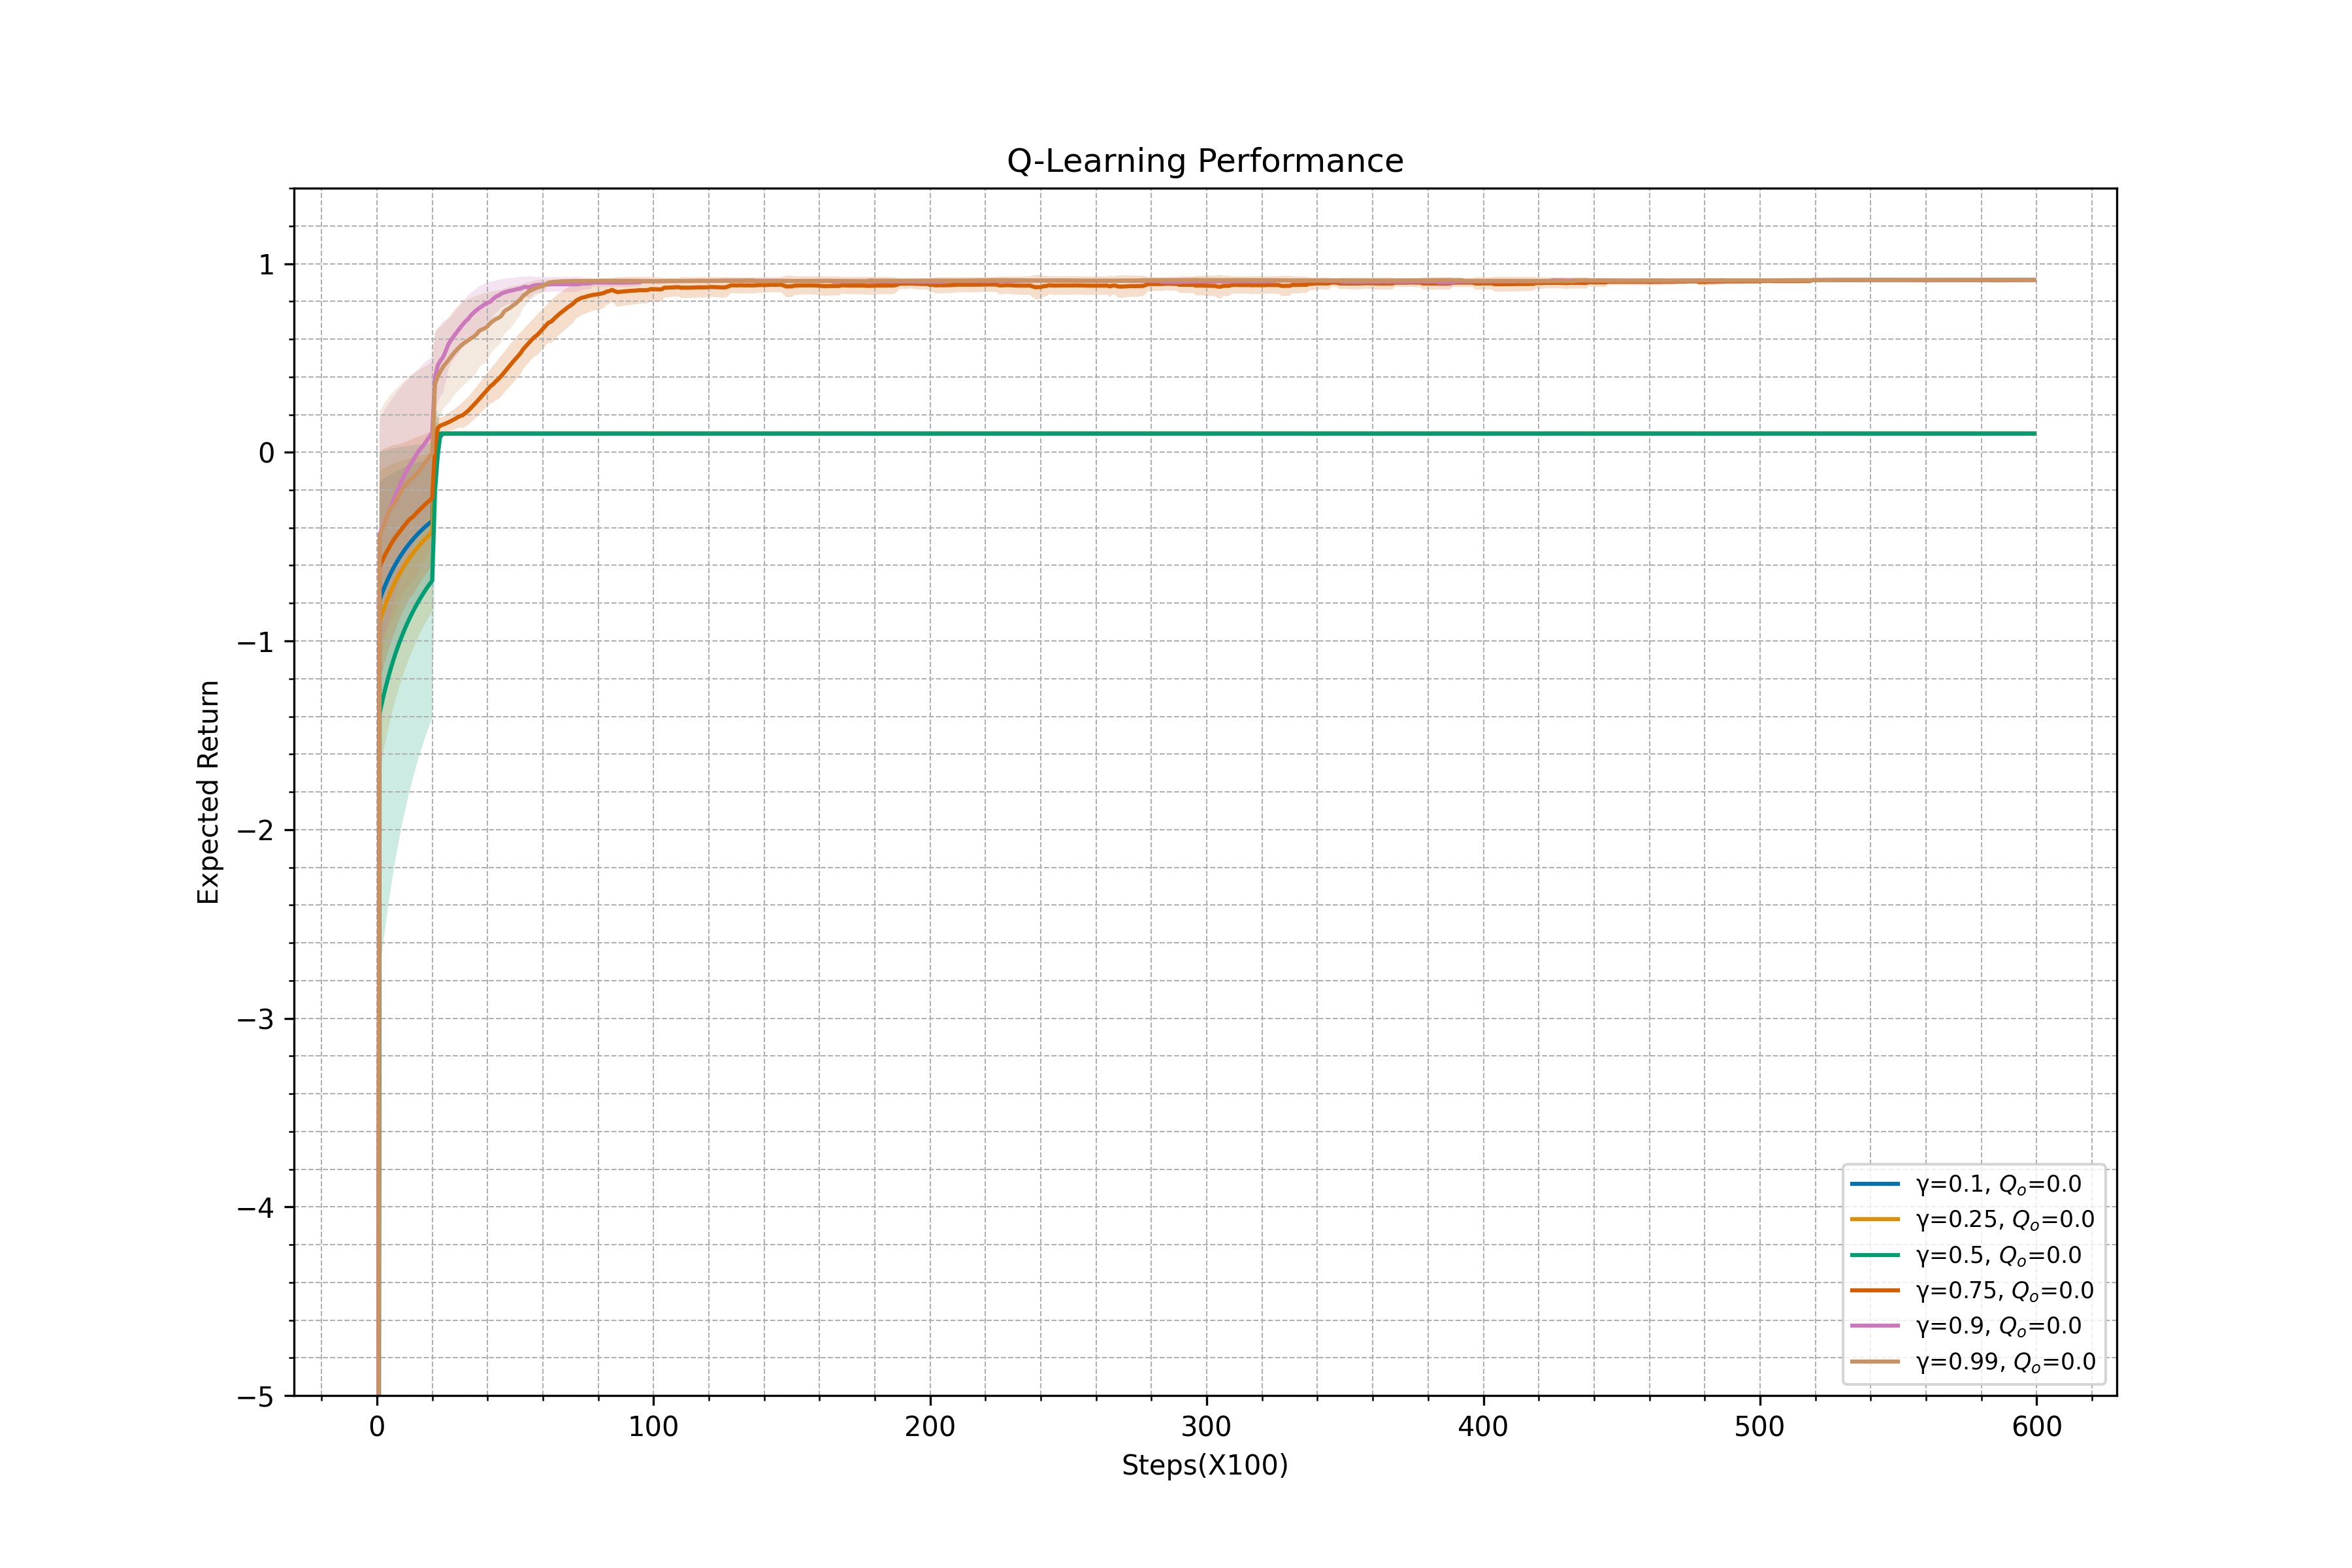 Q-Learning Performance
Expected Return
1
0
−1
−2
−3
−4
−5
0 100 200 300 400 500 600
Steps(X100)
γ=0.1, Qₒ=0.0
γ=0.25, Qₒ=0.0
γ=0.5, Qₒ=0.0
γ=0.75, Qₒ=0.0
γ=0.9, Qₒ=0.0
γ=0.99, Qₒ=0.0